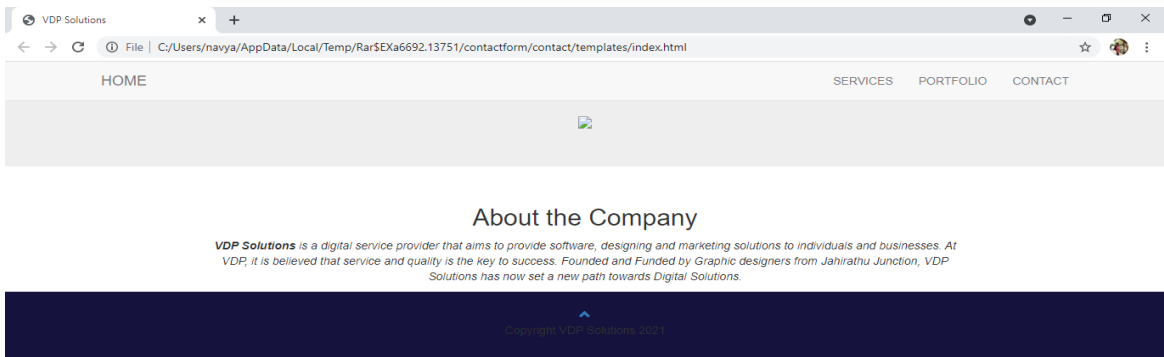 VDP Solutions
File | C:/Users/navya/AppData/Local/Temp/Rar$EXa6692.13751/contactform/contact/templates/index.html
HOME SERVICES PORTFOLIO CONTACT
About the Company
VDP Solutions is a digital service provider that aims to provide software, designing and marketing solutions to individuals and businesses. At
VDP, it is believed that service and quality is the key to success. Founded and Funded by Graphic designers from Jahirathu Junction, VDP
Solutions has now set a new path towards Digital Solutions.
Copyright VDP Solutions 2021